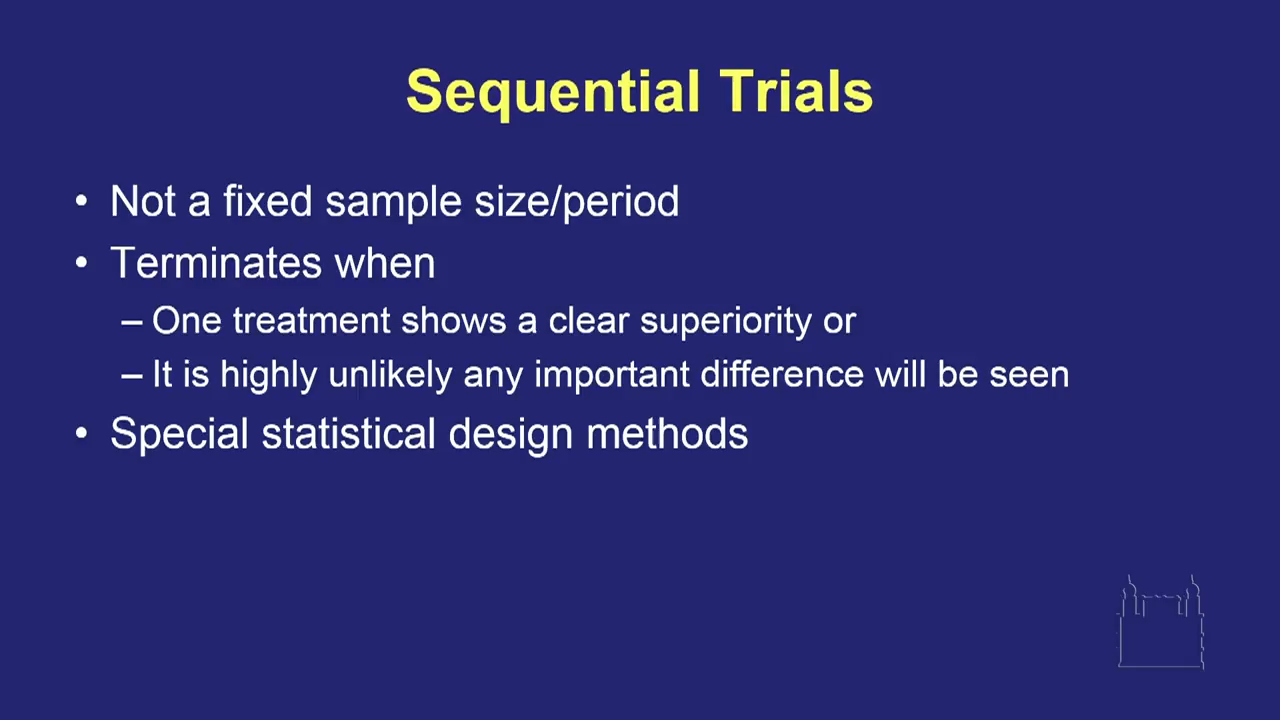 Sequential Trials
• Not a fixed sample size/period
• Terminates when
– One treatment shows a clear superiority or
– It is highly unlikely any important difference will be seen
• Special statistical design methods